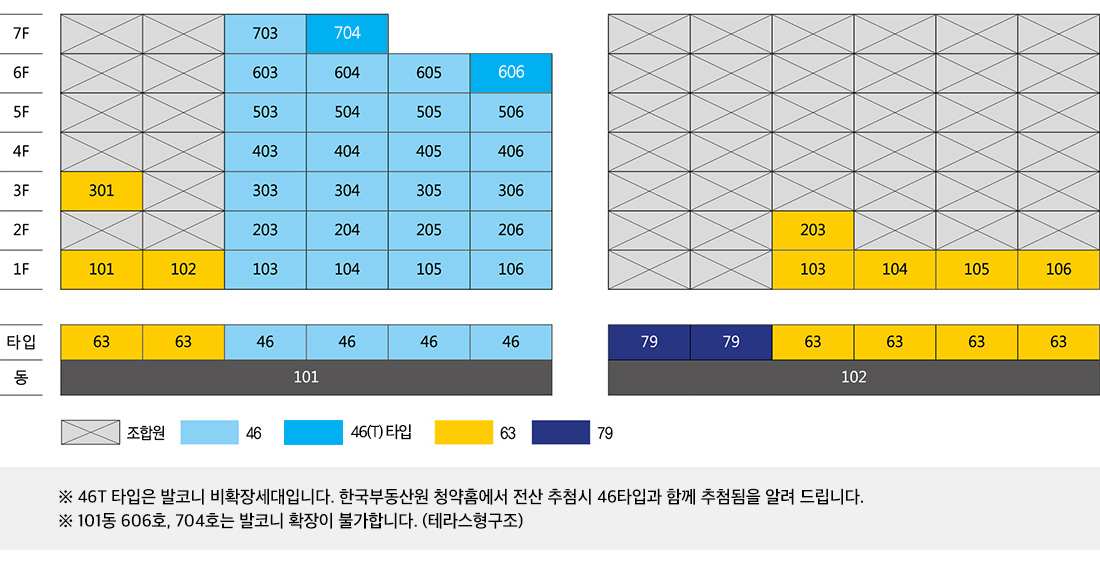 7F 703 704
6F 603 604 605 606
5F 503 504 505 506
4F 403 404 405 406
3F 301 303 304 305 306
2F 203 204 205 206 203
1F 101 102 103 104 105 106 103 104 105 106
타입 63 63 46 46 46 46 79 79 63 63 63 63
동 101 102
조합원 46 46(T) 타입 63 79
※ 46T 타입은 발코니 비확장세대입니다. 한국부동산원 청약홈에서 전산 추첨시 46타입과 함께 추첨됨을 알려 드립니다.
※ 101동 606호, 704호는 발코니 확장이 불가합니다. (테라스형구조)